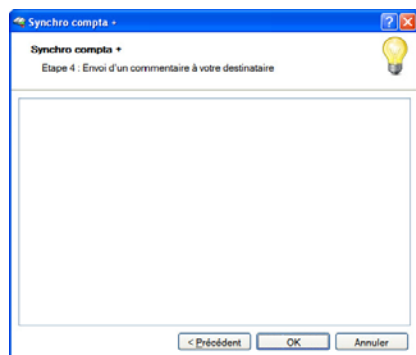 Synchro compta +
Synchro compta +
Etape 4 : Envoi d'un commentaire à votre destinataire
< Précédent
OK
Annuler